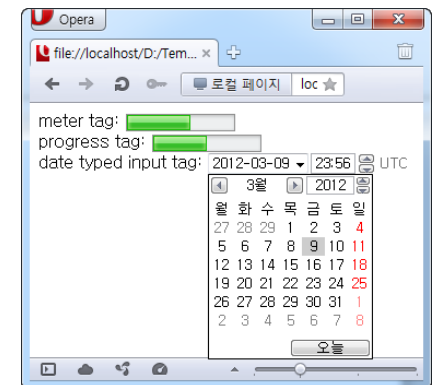 Opera
file://localhost/D:/Tem...
로컬 페이지 loc
meter tag:
progress tag:
date typed input tag: 2012-03-09 23:56 UTC
3월 2012
월 화 수 목 금 토 일
27 28 29 1 2 3 4
5 6 7 8 9 10 11
12 13 14 15 16 17 18
19 20 21 22 23 24 25
26 27 28 29 30 31 1
2 3 4 5 6 7 8
오늘